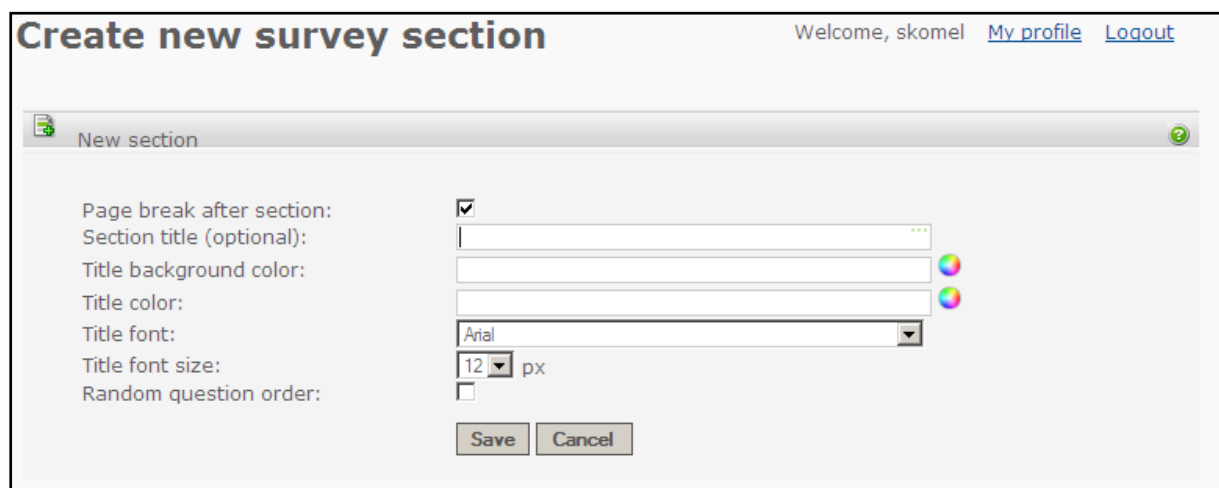 Create new survey section
Welcome, skomel My profile Logout
New section
Page break after section:
Section title (optional):
Title background color:
Title color:
Title font: Arial
Title font size: 12 px
Random question order:
Save Cancel